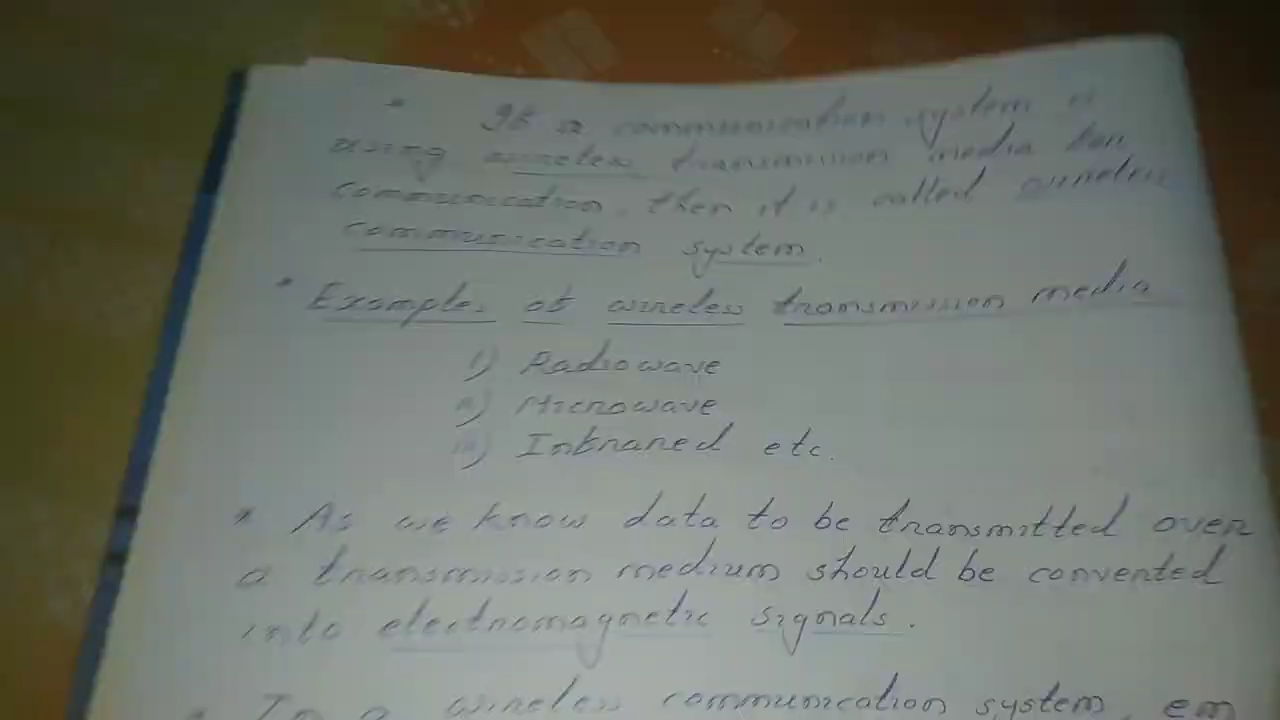 * If a communication system is
using wireless transmission media for
communication, then it is called wireless
communication system.
* Examples of wireless transmission media
i) Radiowave
ii) Microwave
iii) Infrared etc.
* As we know data to be transmitted over
a transmission medium should be converted
into electromagnetic signals.
* In a wireless communication system, em